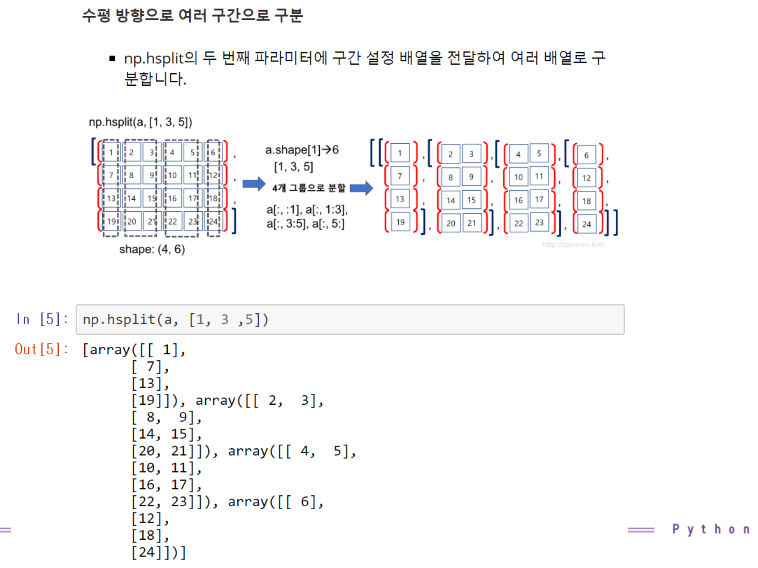 수평 방향으로 여러 구간으로 구분
▪ np.hsplit의 두 번째 파라미터에 구간 설정 배열을 전달하여 여러 배열로 구
분합니다.
np.hsplit(a, [1, 3, 5])
[[1 2 3 4 5 6],
[7 8 9 10 11 12],
[13 14 15 16 17 18],
[19 20 21 22 23 24]]
shape: (4, 6)
a.shape[1]→6
[1, 3, 5]
4개 그룹으로 분할
a[:, :1], a[:, 1:3],
a[:, 3:5], a[:, 5:]
[[[1], [[2 3], [[4 5], [[6],
[7], [8 9], [10 11], [12],
[13], [14 15], [16 17], [18],
[19]], [20 21]], [22 23]], [24]]]
http://taewan.kim
In [5]: np.hsplit(a, [1, 3 ,5])
Out[5]: [array([[ 1],
[ 7],
[13],
[19]]), array([[ 2,  3],
[ 8,  9],
[14, 15],
[20, 21]]), array([[ 4,  5],
[10, 11],
[16, 17],
[22, 23]]), array([[ 6],
[12],
[18],
[24]])]
Python